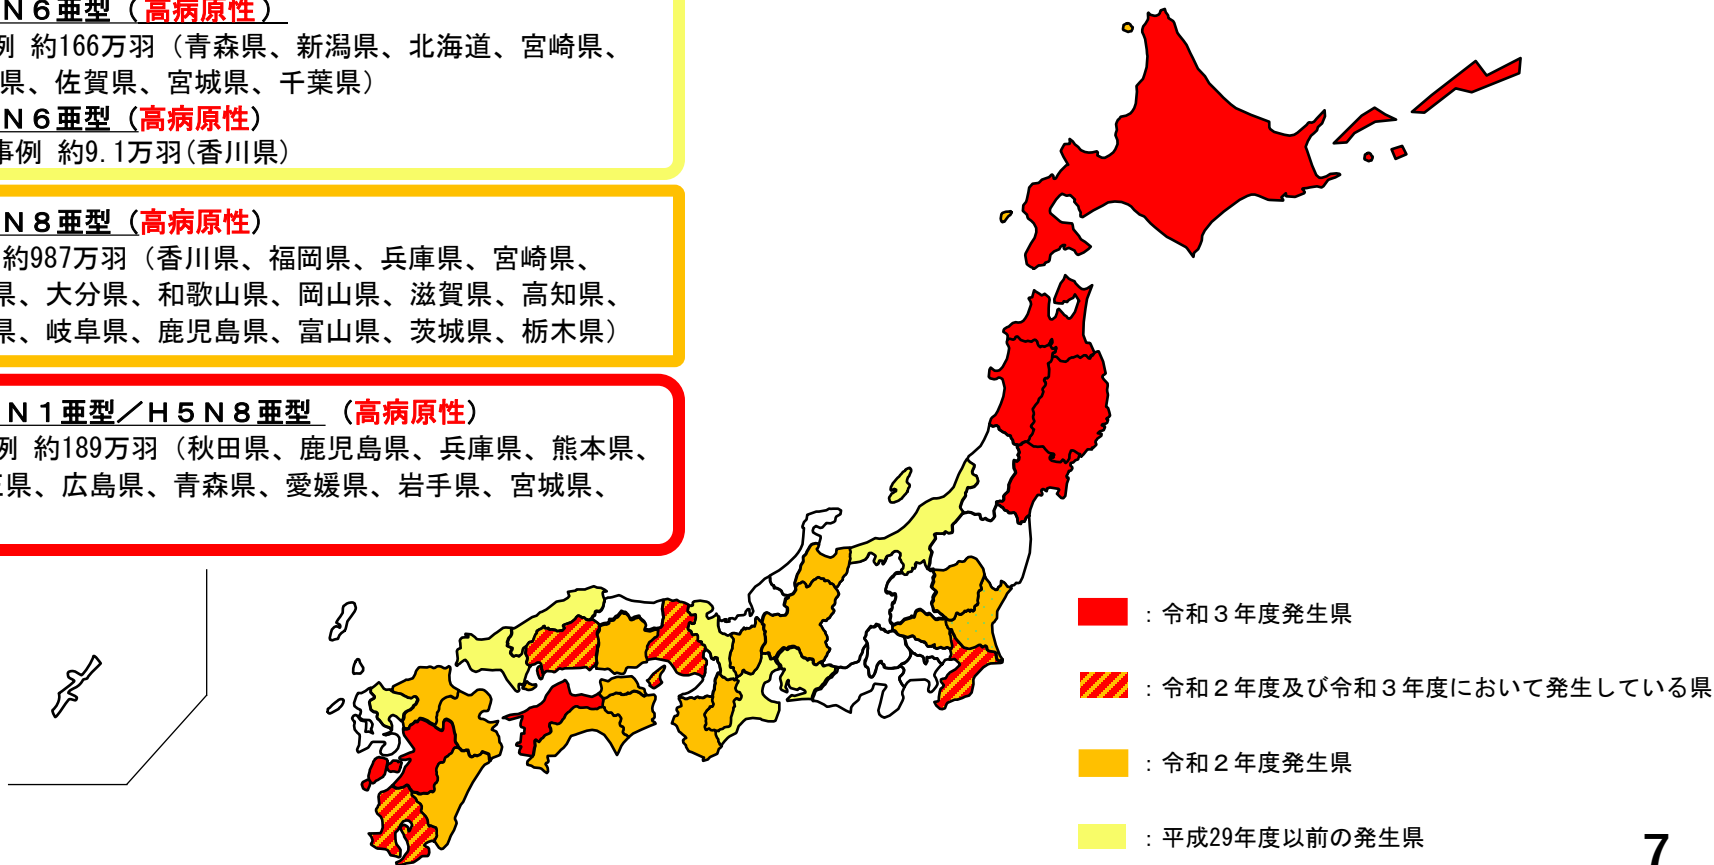 Ｎ６亜型（高病原性）
例 約166万羽（青森県、新潟県、北海道、宮崎県、
県、佐賀県、宮城県、千葉県）
Ｎ６亜型（高病原性）
事例 約9.1万羽(香川県）
Ｎ８亜型（高病原性）
約987万羽（香川県、福岡県、兵庫県、宮崎県、
県、大分県、和歌山県、岡山県、滋賀県、高知県、
県、岐阜県、鹿児島県、富山県、茨城県、栃木県）
Ｎ１亜型／Ｈ５Ｎ８亜型 （高病原性）
例 約189万羽（秋田県、鹿児島県、兵庫県、熊本県、
県、広島県、青森県、愛媛県、岩手県、宮城県、
：令和３年度発生県
：令和２年度及び令和３年度において発生している県
：令和２年度発生県
：平成29年度以前の発生県
7